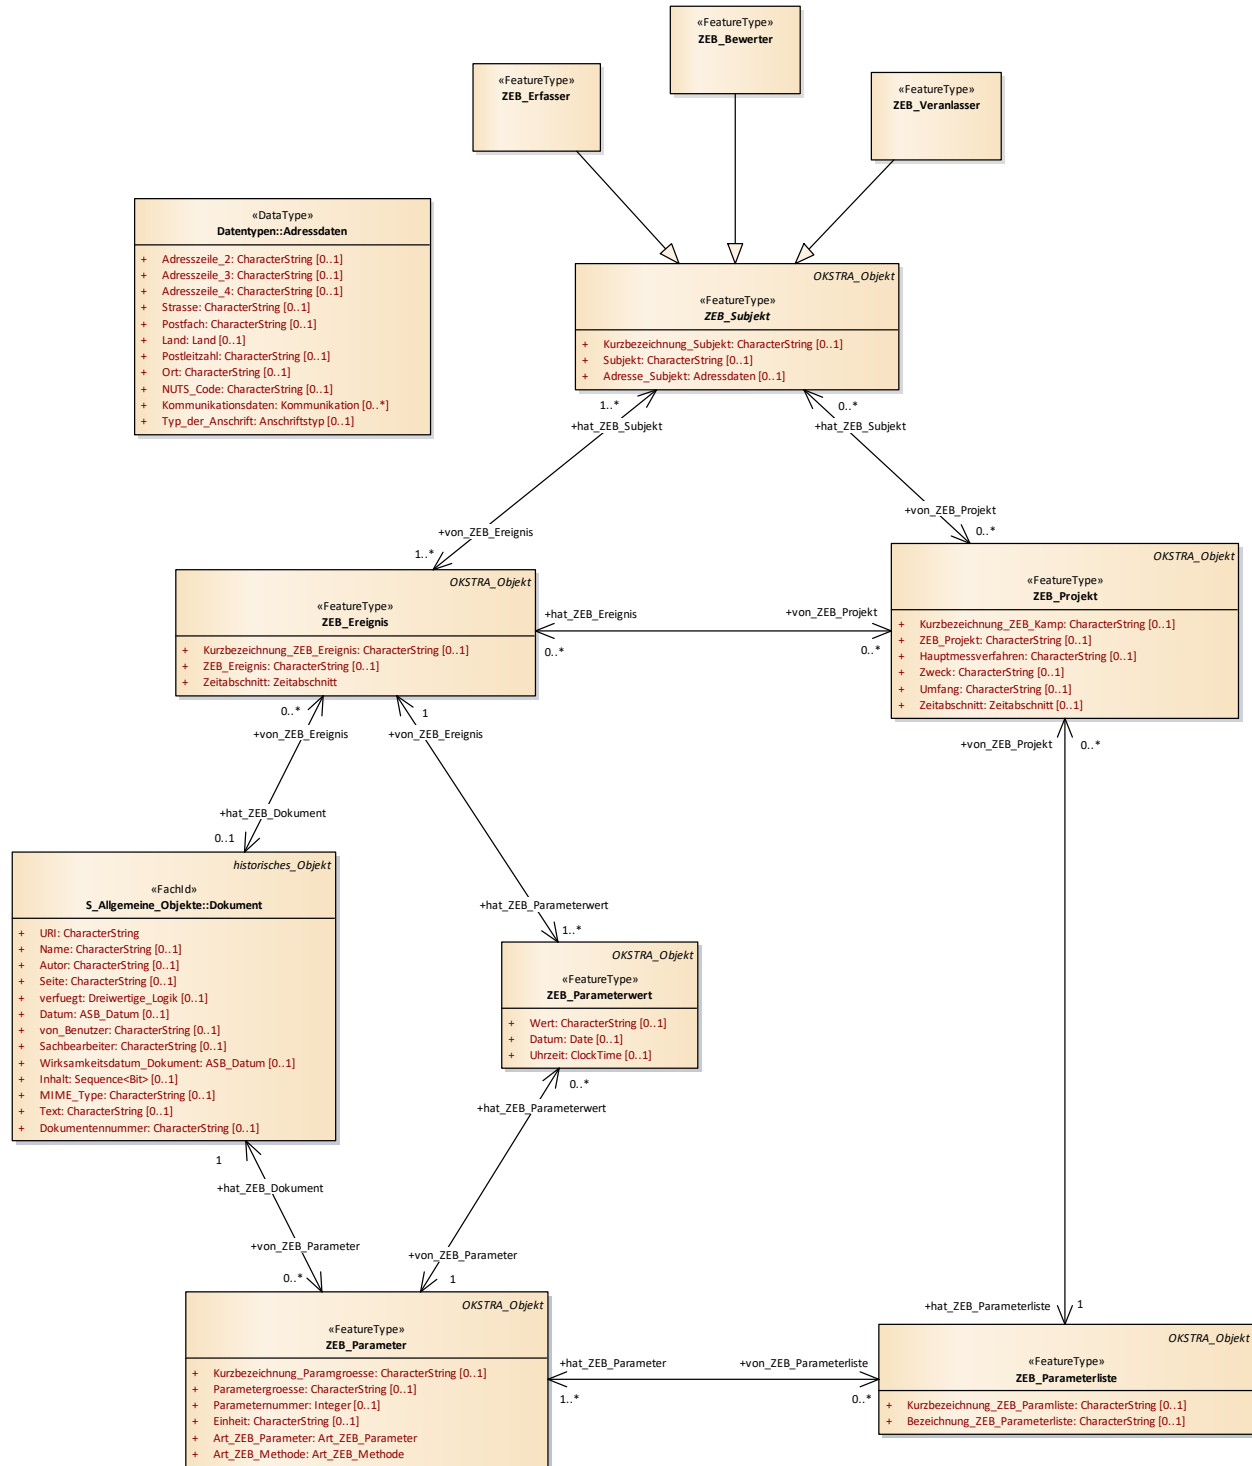 «FeatureType»
ZEB_Bewerter
«FeatureType»
ZEB_Erfasser
«FeatureType»
ZEB_Veranlasser
«DataType»
Datentypen::Adressdaten
+ Adresszeile_2: CharacterString [0..1]
+ Adresszeile_3: CharacterString [0..1]
+ Adresszeile_4: CharacterString [0..1]
+ Strasse: CharacterString [0..1]
+ Postfach: CharacterString [0..1]
+ Land: Land [0..1]
+ Postleitzahl: CharacterString [0..1]
+ Ort: CharacterString [0..1]
+ NUTS_Code: CharacterString [0..1]
+ Kommunikationsdaten: Kommunikation [0..*]
+ Typ_der_Anschrift: Anschriftstyp [0..1]
OKSTRA_Objekt
«FeatureType»
ZEB_Subjekt
+ Kurzbezeichnung_Subjekt: CharacterString [0..1]
+ Subjekt: CharacterString [0..1]
+ Adresse_Subjekt: Adressdaten [0..1]
1..*
+hat_ZEB_Subjekt
0..*
+hat_ZEB_Subjekt
+von_ZEB_Ereignis
1..*
+von_ZEB_Projekt
0..*
OKSTRA_Objekt
«FeatureType»
ZEB_Ereignis
+ Kurzbezeichnung_ZEB_Ereignis: CharacterString [0..1]
+ ZEB_Ereignis: CharacterString [0..1]
+ Zeitabschnitt: Zeitabschnitt
+hat_ZEB_Ereignis
0..*
+von_ZEB_Projekt
0..*
OKSTRA_Objekt
«FeatureType»
ZEB_Projekt
+ Kurzbezeichnung_ZEB_Kamp: CharacterString [0..1]
+ ZEB_Projekt: CharacterString [0..1]
+ Hauptmessverfahren: CharacterString [0..1]
+ Zweck: CharacterString [0..1]
+ Umfang: CharacterString [0..1]
+ Zeitabschnitt: Zeitabschnitt [0..1]
0..*
+von_ZEB_Ereignis
1
+von_ZEB_Ereignis
+von_ZEB_Projekt
0..*
+hat_ZEB_Dokument
0..1
historisches_Objekt
«FachId»
S_Allgemeine_Objekte::Dokument
+ URI: CharacterString
+ Name: CharacterString [0..1]
+ Autor: CharacterString [0..1]
+ Seite: CharacterString [0..1]
+ verfuegt: Dreiwertige_Logik [0..1]
+ Datum: ASB_Datum [0..1]
+ von_Benutzer: CharacterString [0..1]
+ Sachbearbeiter: CharacterString [0..1]
+ Wirksamkeitsdatum_Dokument: ASB_Datum [0..1]
+ Inhalt: Sequence<Bit> [0..1]
+ MIME_Type: CharacterString [0..1]
+ Text: CharacterString [0..1]
+ Dokumentennummer: CharacterString [0..1]
+hat_ZEB_Parameterwert
1..*
OKSTRA_Objekt
«FeatureType»
ZEB_Parameterwert
+ Wert: CharacterString [0..1]
+ Datum: Date [0..1]
+ Uhrzeit: ClockTime [0..1]
0..*
+hat_ZEB_Parameterwert
1
+hat_ZEB_Dokument
+von_ZEB_Parameter
0..*
+von_ZEB_Parameter
1
OKSTRA_Objekt
«FeatureType»
ZEB_Parameter
+ Kurzbezeichnung_Paramgroesse: CharacterString [0..1]
+ Parametergroesse: CharacterString [0..1]
+ Parameternummer: Integer [0..1]
+ Einheit: CharacterString [0..1]
+ Art_ZEB_Parameter: Art_ZEB_Parameter
+ Art_ZEB_Methode: Art_ZEB_Methode
+hat_ZEB_Parameter
1..*
+von_ZEB_Parameterliste
0..*
+hat_ZEB_Parameterliste
1
OKSTRA_Objekt
«FeatureType»
ZEB_Parameterliste
+ Kurzbezeichnung_ZEB_Paramliste: CharacterString [0..1]
+ Bezeichnung_ZEB_Parameterliste: CharacterString [0..1]